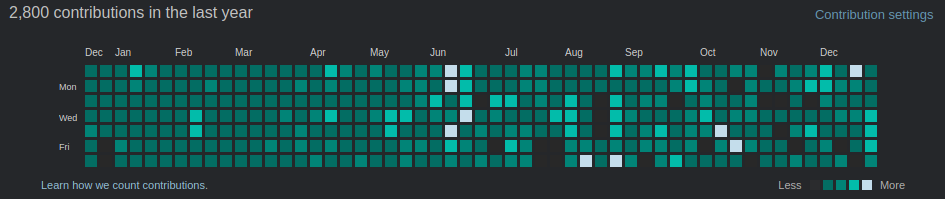 2,800 contributions in the last year
Contribution settings
Dec Jan Feb Mar Apr May Jun Jul Aug Sep Oct Nov Dec
Mon
Wed
Fri
Learn how we count contributions.
Less More